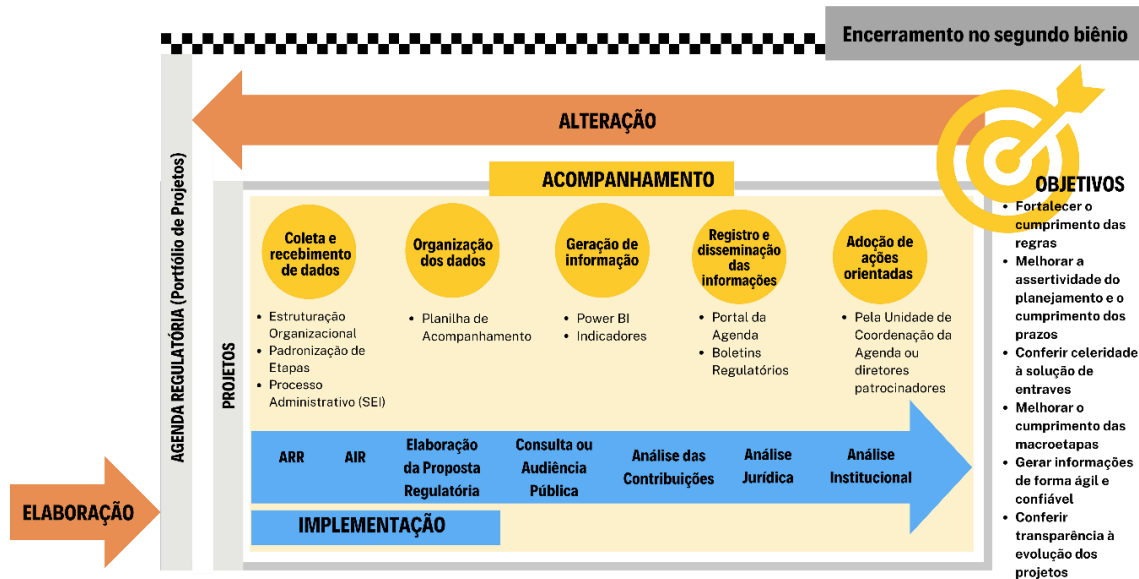 Encerramento no segundo biênio
ALTERAÇÃO
AGENDA REGULATÓRIA (Portfólio de Projetos)
PROJETOS
ELABORAÇÃO
ACOMPANHAMENTO
Coleta e
recebimento
de dados
• Estruturação
Organizacional
• Padronização de
Etapas
• Processo
Administrativo (SEI)
Organização
dos dados
• Planilha de
Acompanhamento
Geração de
informação
• Power BI
• Indicadores
Registro e
disseminação
das
informações
• Portal da
Agenda
• Boletins
Regulatórios
Adoção de
ações
orientadas
• Pela Unidade de
Coordenação da
Agenda ou
diretores
patrocinadores
ARR
AIR
Elaboração
da Proposta
Regulatória
Consulta ou
Audiência
Pública
Análise das
Contribuições
Análise
Jurídica
Análise
Institucional
IMPLEMENTAÇÃO
OBJETIVOS
• Fortalecer o
cumprimento das
regras
• Melhorar a
assertividade do
planejamento e o
cumprimento dos
prazos
• Conferir celeridade
à solução de
entraves
• Melhorar o
cumprimento das
macroetapas
• Gerar informações
de forma ágil e
confiável
• Conferir
transparência à
evolução dos
projetos